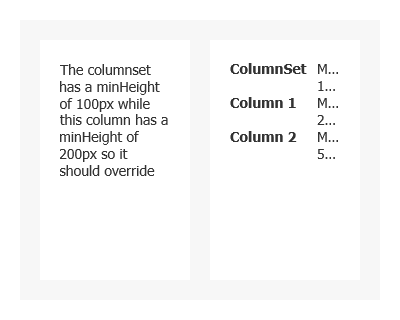 The columnset
has a minHeight
of 100px while
this column has a
minHeight of
200px so it
should override
ColumnSet M...
1...
Column 1 M...
2...
Column 2 M...
5...